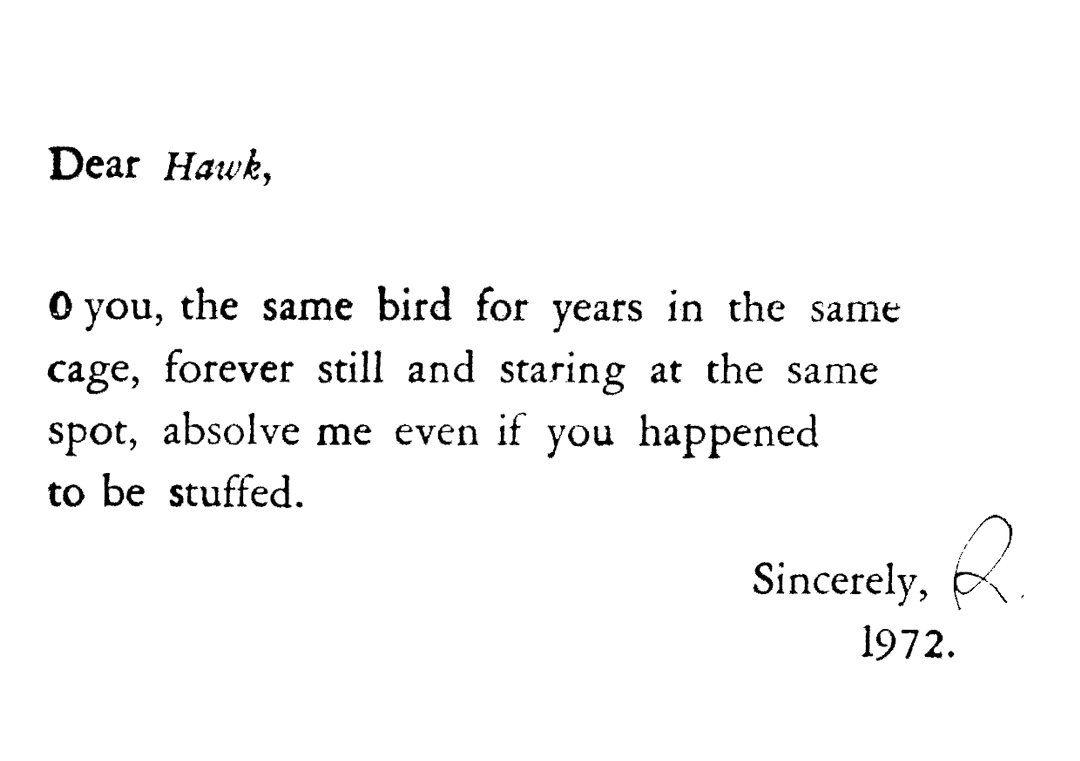 Dear Hawk,
O you, the same bird for years in the same
cage, forever still and staring at the same
spot, absolve me even if you happened
to be stuffed.
Sincerely, R.
1972.